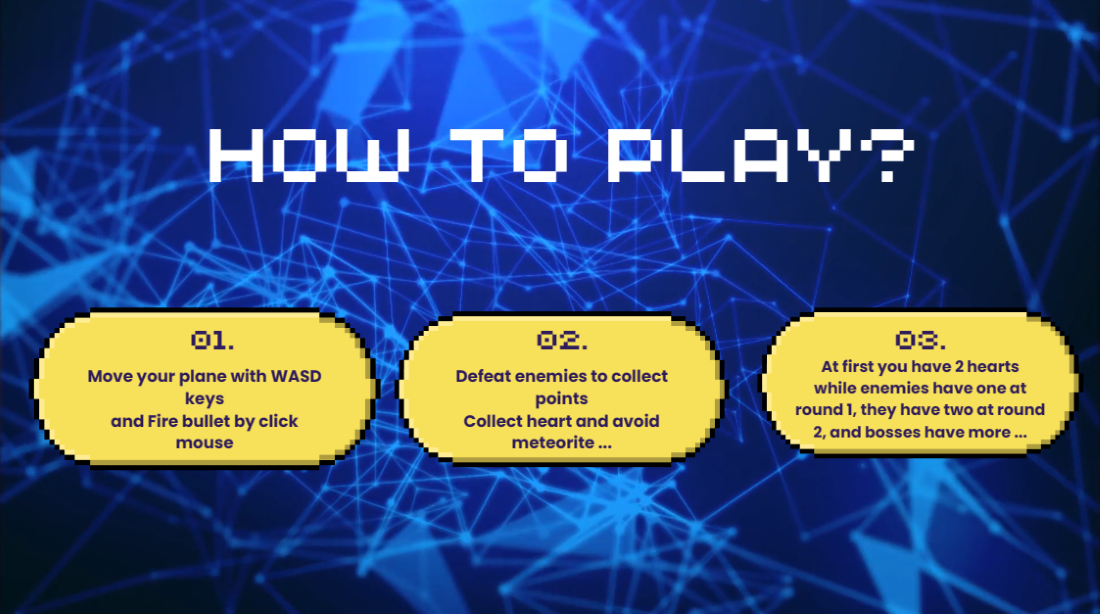 HOW TO PLAY?
01.
Move your plane with WASD
keys
and Fire bullet by click
mouse
02.
Defeat enemies to collect
points
Collect heart and avoid
meteorite ...
03.
At first you have 2 hearts
while enemies have one at
round 1, they have two at round
2, and bosses have more ...